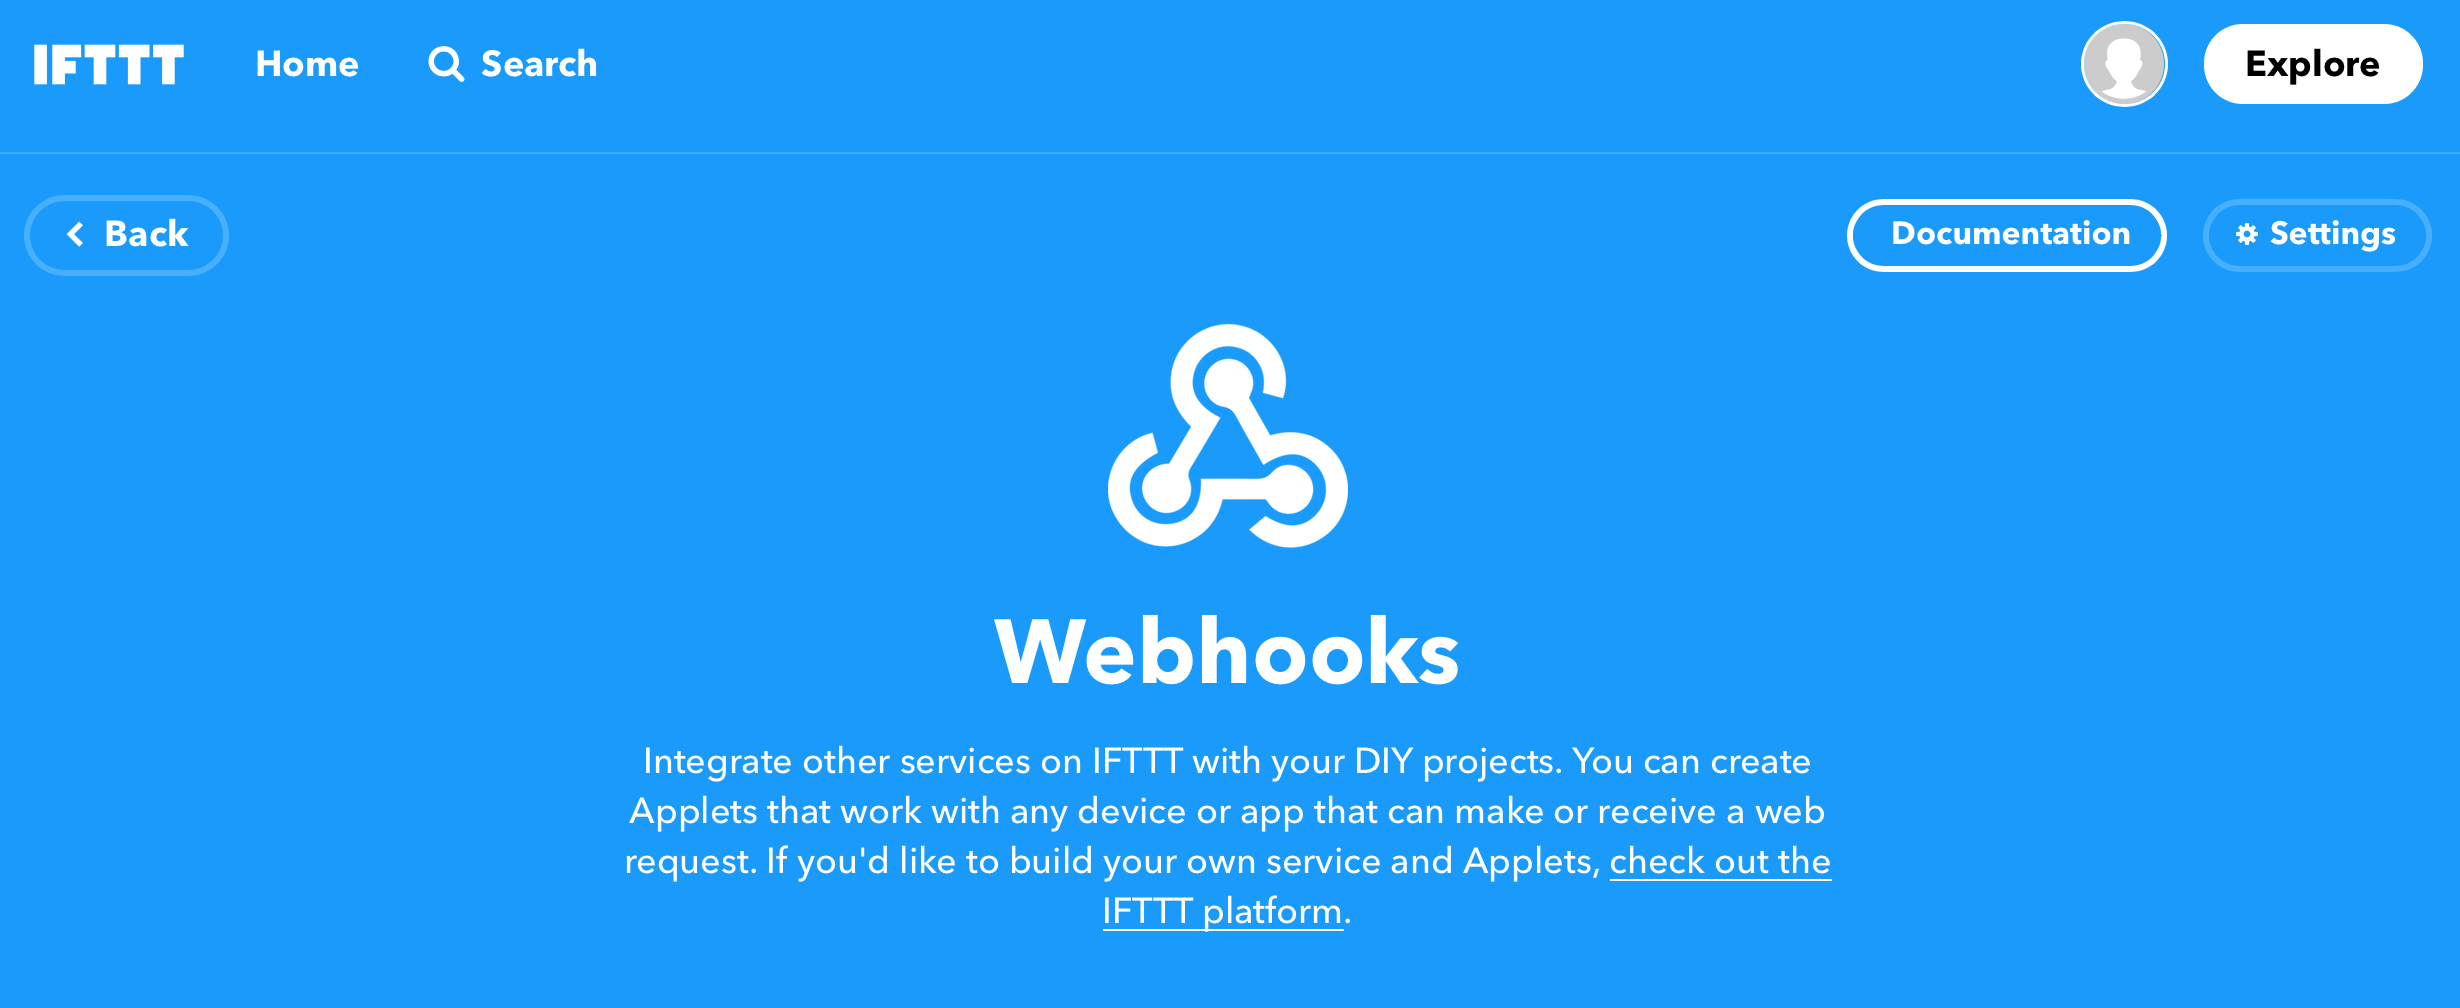 IFTTT Home Search Explore
Back Documentation Settings
Webhooks
Integrate other services on IFTTT with your DIY projects. You can create
Applets that work with any device or app that can make or receive a web
request. If you'd like to build your own service and Applets, check out the
IFTTT platform.